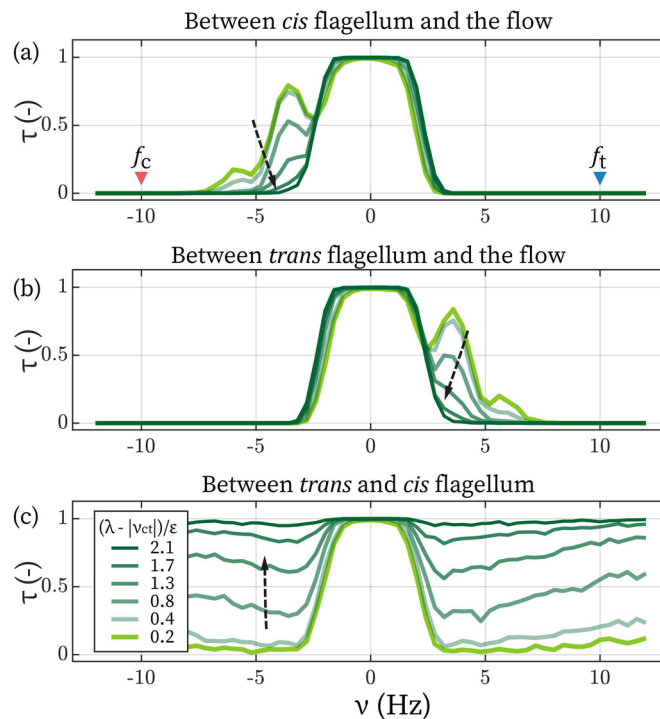 Between cis flagellum and the flow
(a)
τ(-)
1
0.5
0
fc
ft
-10
-5
0
5
10
Between trans flagellum and the flow
(b)
τ(-)
1
0.5
0
-10
-5
0
5
10
Between trans and cis flagellum
(c)
τ(-)
1
0.5
0
(λ - |νct|)/ε
2.1
1.7
1.3
0.8
0.4
0.2
-10
-5
0
5
10
ν (Hz)